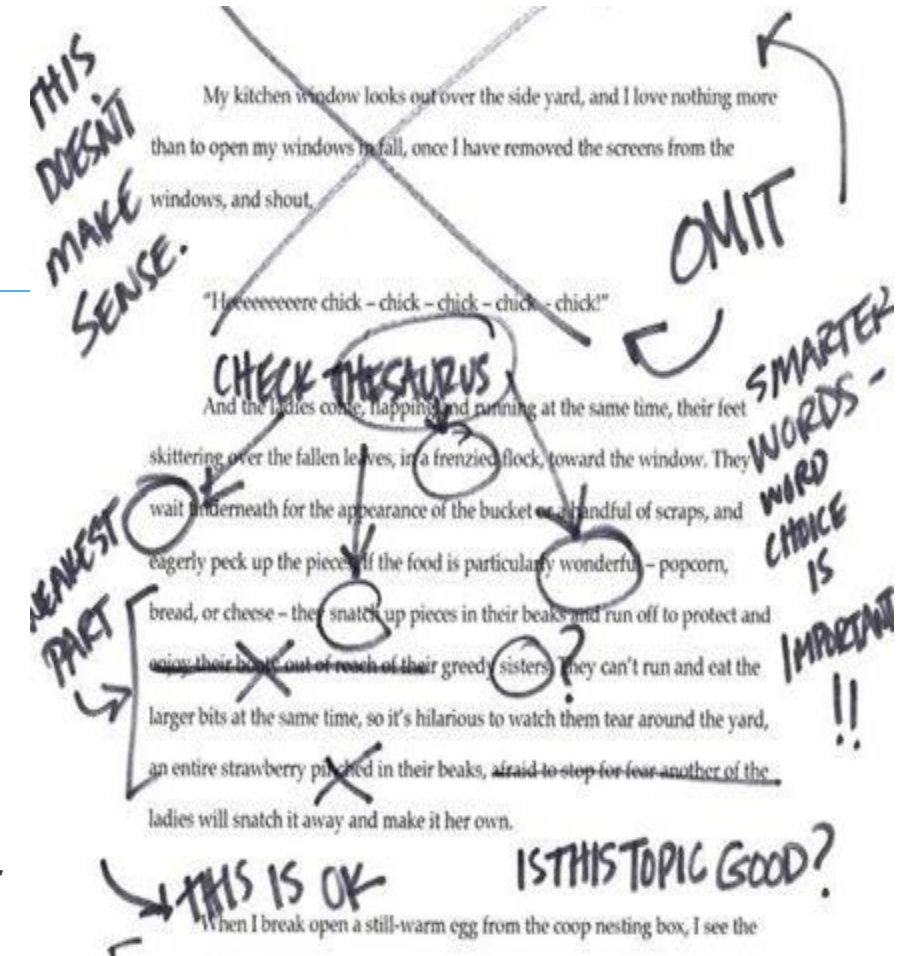 THIS
DOESN'T
MAKE
SENSE.
My kitchen window looks out over the side yard, and I love nothing more
than to open my windows in fall, once I have removed the screens from the
windows, and shout,
OMIT
"Heeeeeeeeere chick – chick – chick – chick – chick!"
CHECK THESAURUS
SMARTER
WORDS -
WORD
CHOICE
IS
IMPORTANT
!!
And the ladies come, flapping and running at the same time, their feet
skittering over the fallen leaves, in a frenzied flock, toward the window. They
wait underneath for the appearance of the bucket or a handful of scraps, and
eagerly peck up the pieces. If the food is particularly wonderful – popcorn,
bread, or cheese – they snatch up pieces in their beaks and run off to protect and
enjoy their booty out of reach of their greedy sisters. They can't run and eat the
?
larger bits at the same time, so it's hilarious to watch them tear around the yard,
an entire strawberry pinched in their beaks, afraid to stop for fear another of the
ladies will snatch it away and make it her own.
WEAKEST
PART
THIS IS OK
IS THIS TOPIC GOOD?
When I break open a still-warm egg from the coop nesting box, I see the